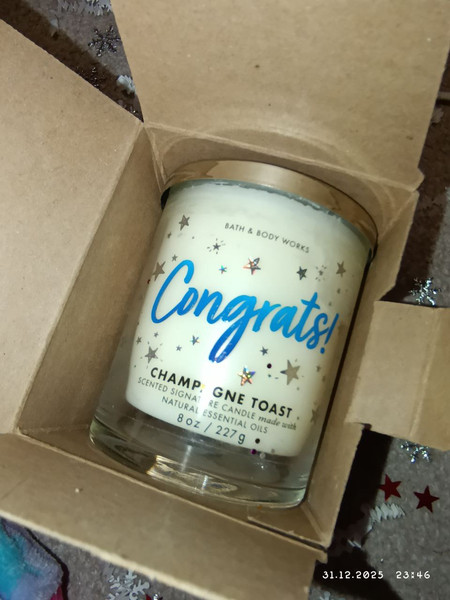 BATH & BODY WORKS
Congrats!
CHAMPAGNE TOAST
SCENTED SIGNATURE CANDLE made with
NATURAL ESSENTIAL OILS
8 oz / 227g
31.12.2025 23:46